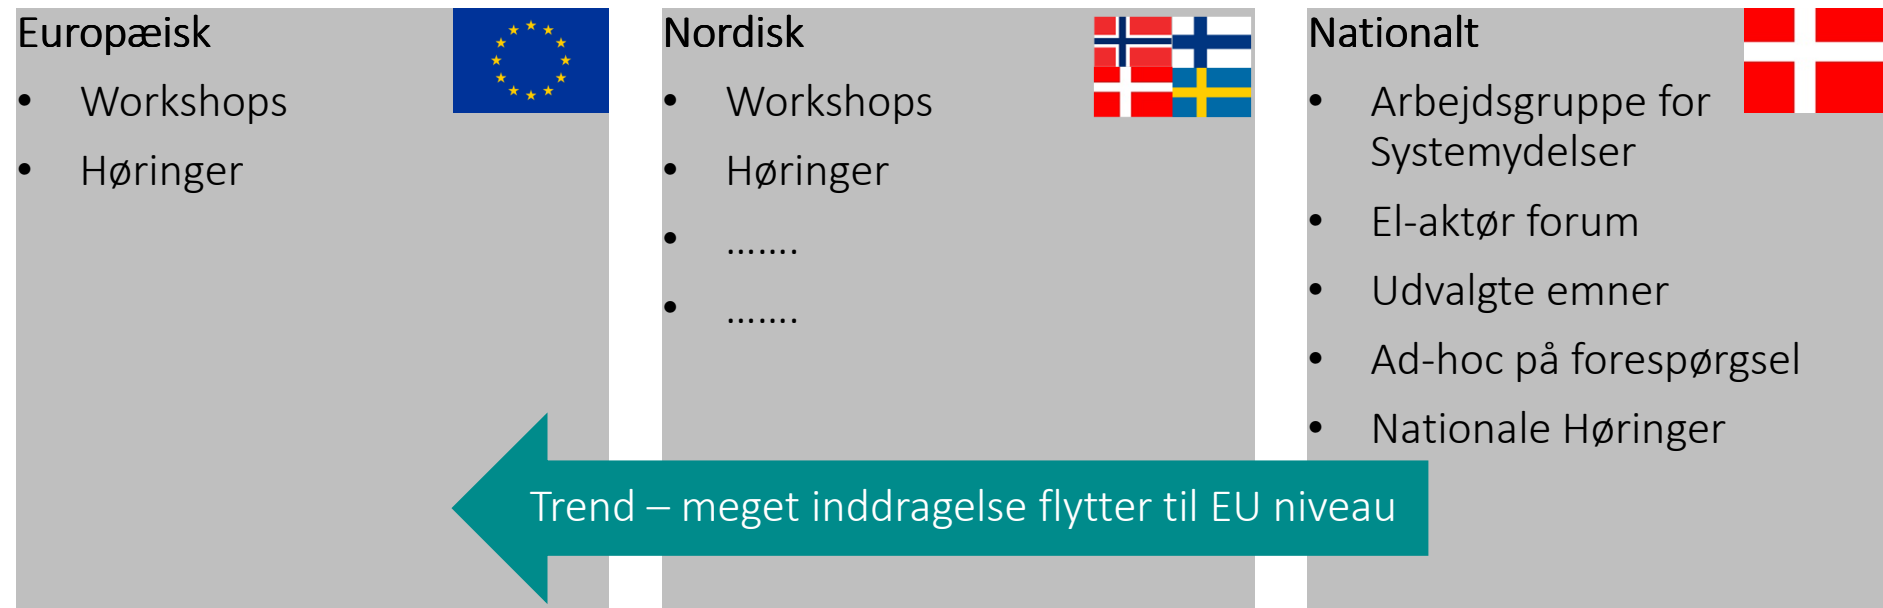 Europæisk
• Workshops
• Høringer
Nordisk
• Workshops
• Høringer
• .......
• .......
Nationalt
• Arbejdsgruppe for
Systemydelser
• El-aktør forum
• Udvalgte emner
• Ad-hoc på forespørgsel
• Nationale Høringer
Trend – meget inddragelse flytter til EU niveau